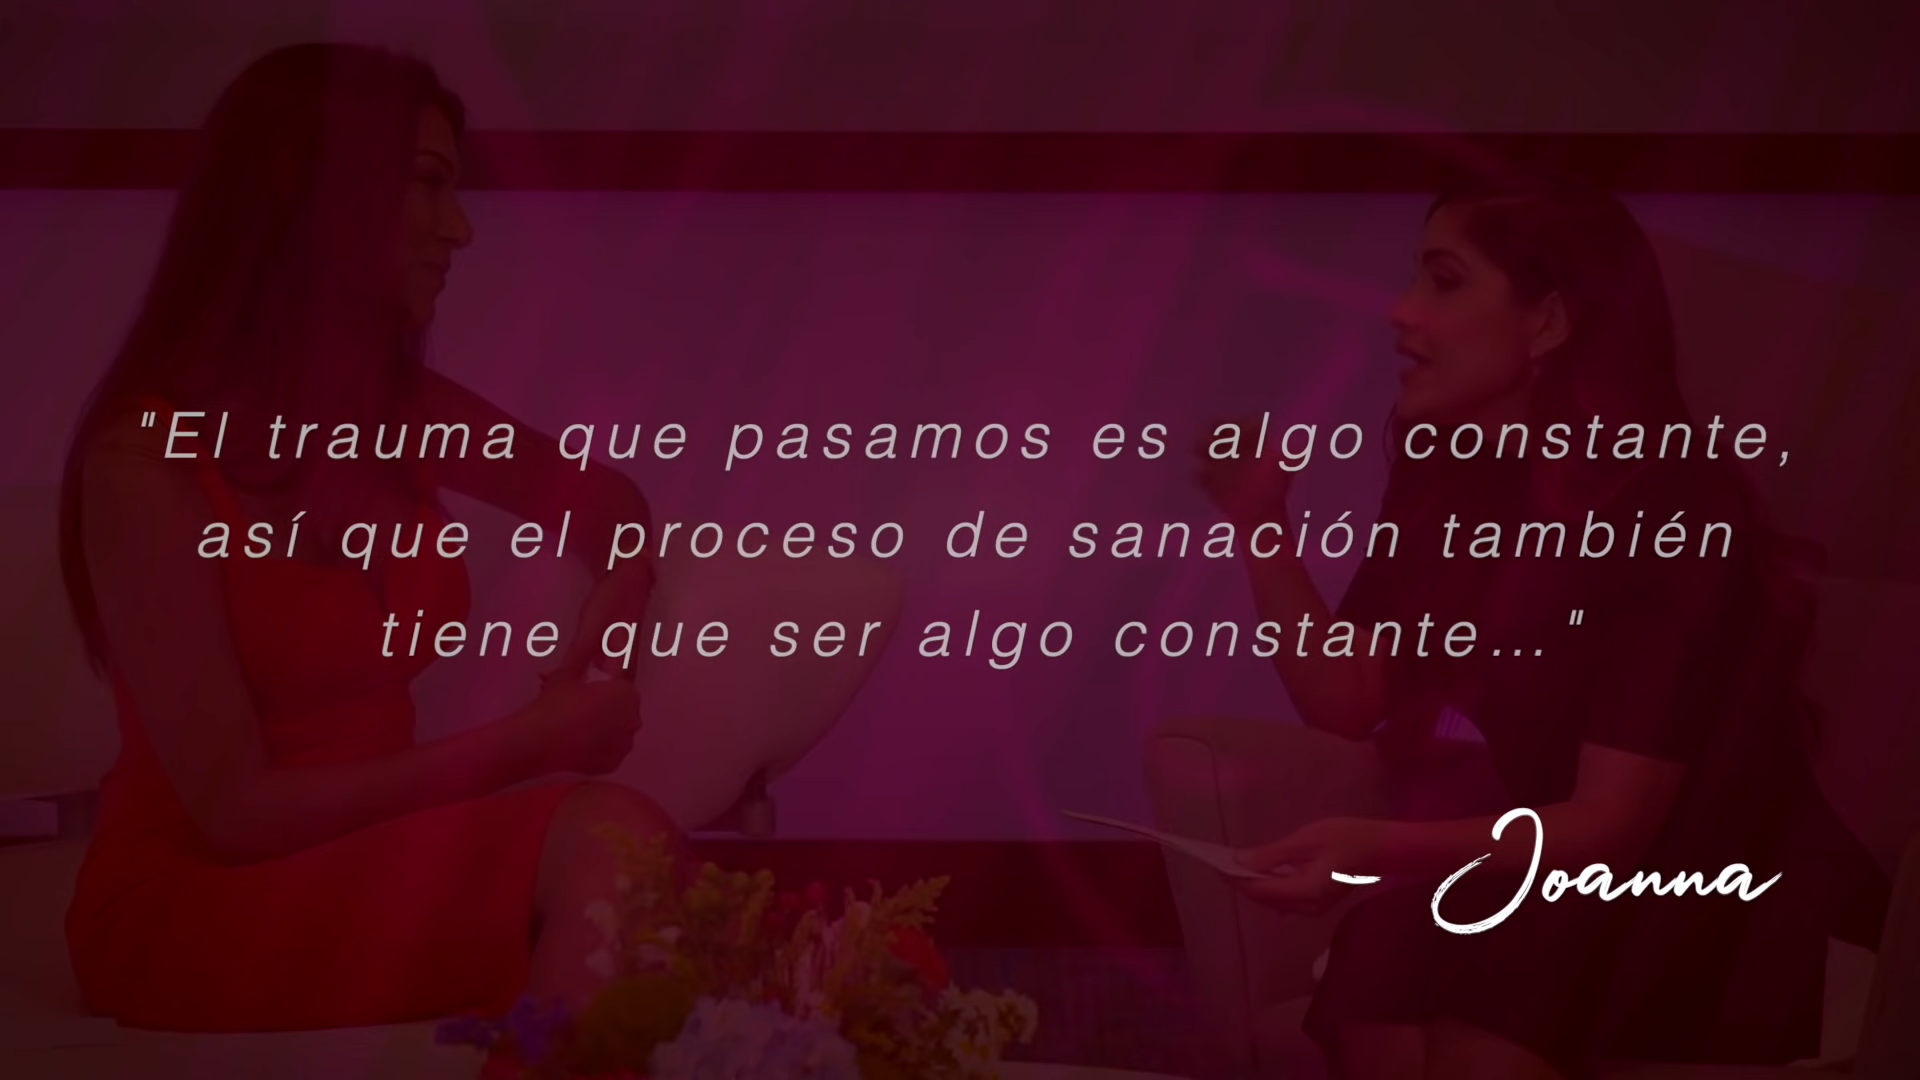 "El trauma que pasamos es algo constante,
así que el proceso de sanación también
tiene que ser algo constante..."
- Joanna